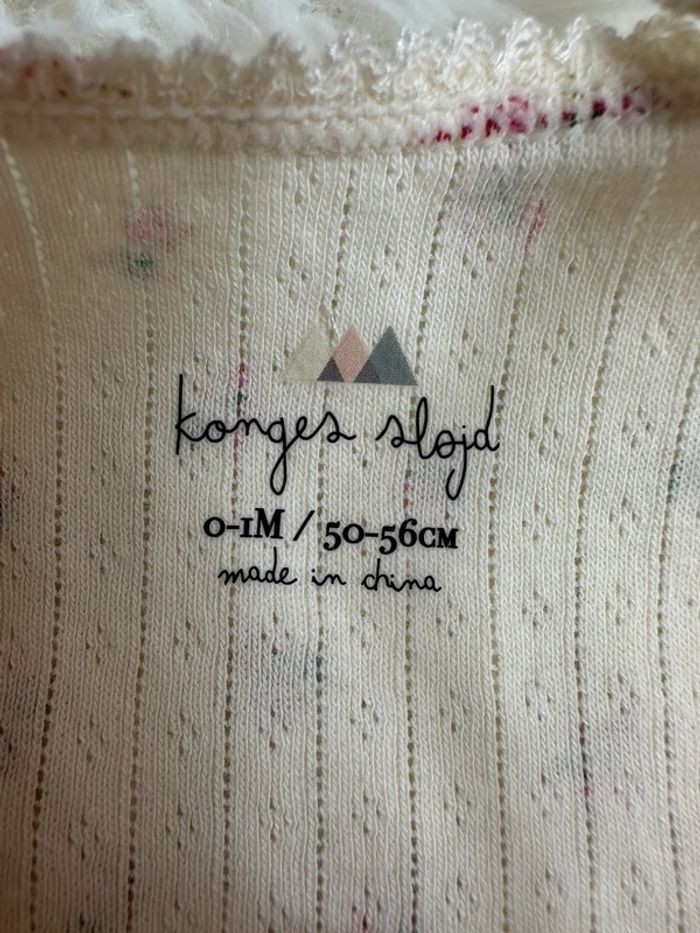 konges sløjd
0-1M / 50-56CM
made in china